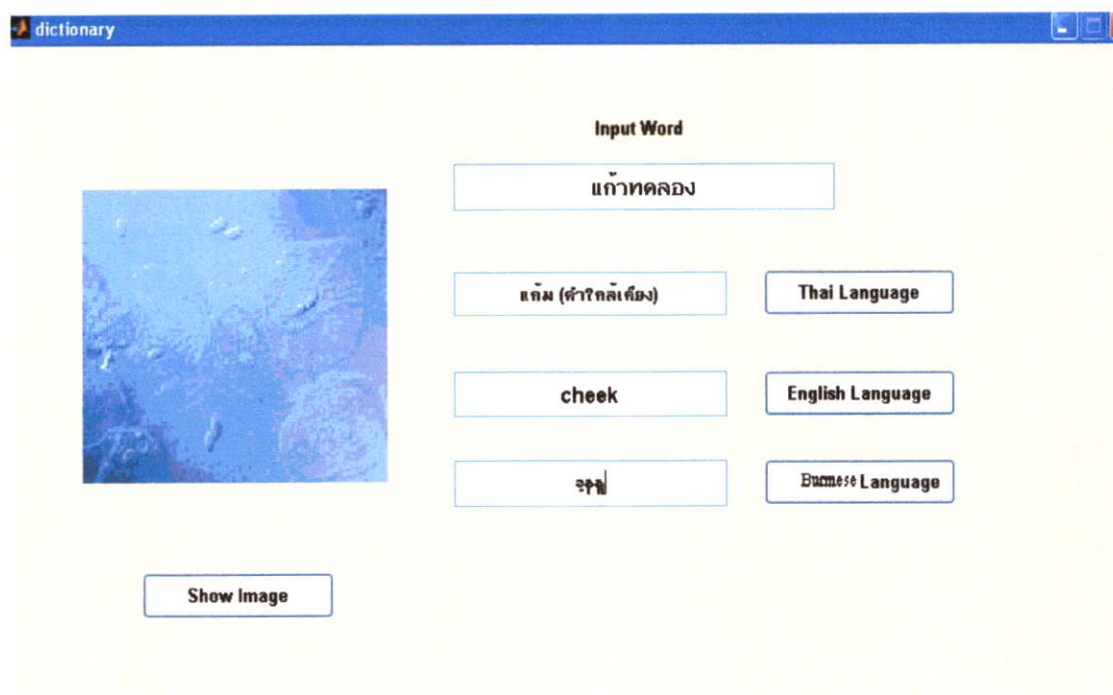 dictionary
Input Word
แก้วทดลอง
แก้ม (คำใกล้เคียง)
Thai Language
cheek
English Language
Burmese Language
Show Image